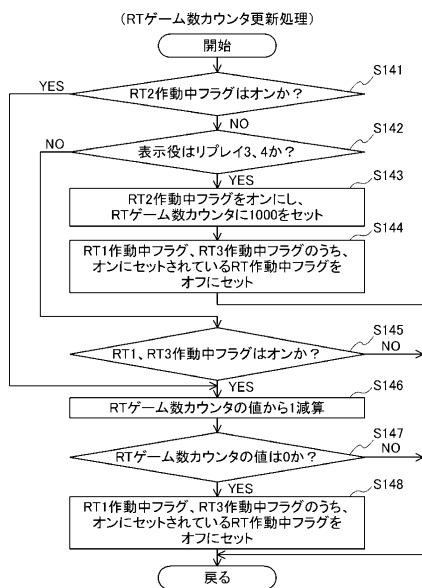 (RTゲーム数カウンタ更新処理)
開始
S141
YES
RT2作動中フラグはオンか?
NO
S142
NO
表示役はリプレイ3、4か?
YES
S143
RT2作動中フラグをオンにし、
RTゲーム数カウンタに1000をセット
S144
RT1作動中フラグ、RT3作動中フラグのうち、
オンにセットされているRT作動中フラグを
オフにセット
S145
RT1、RT3作動中フラグはオンか?
NO
YES
S146
RTゲーム数カウンタの値から1減算
S147
RTゲーム数カウンタの値は0か?
NO
YES
S148
RT1作動中フラグ、RT3作動中フラグのうち、
オンにセットされているRT作動中フラグを
オフにセット
戻る